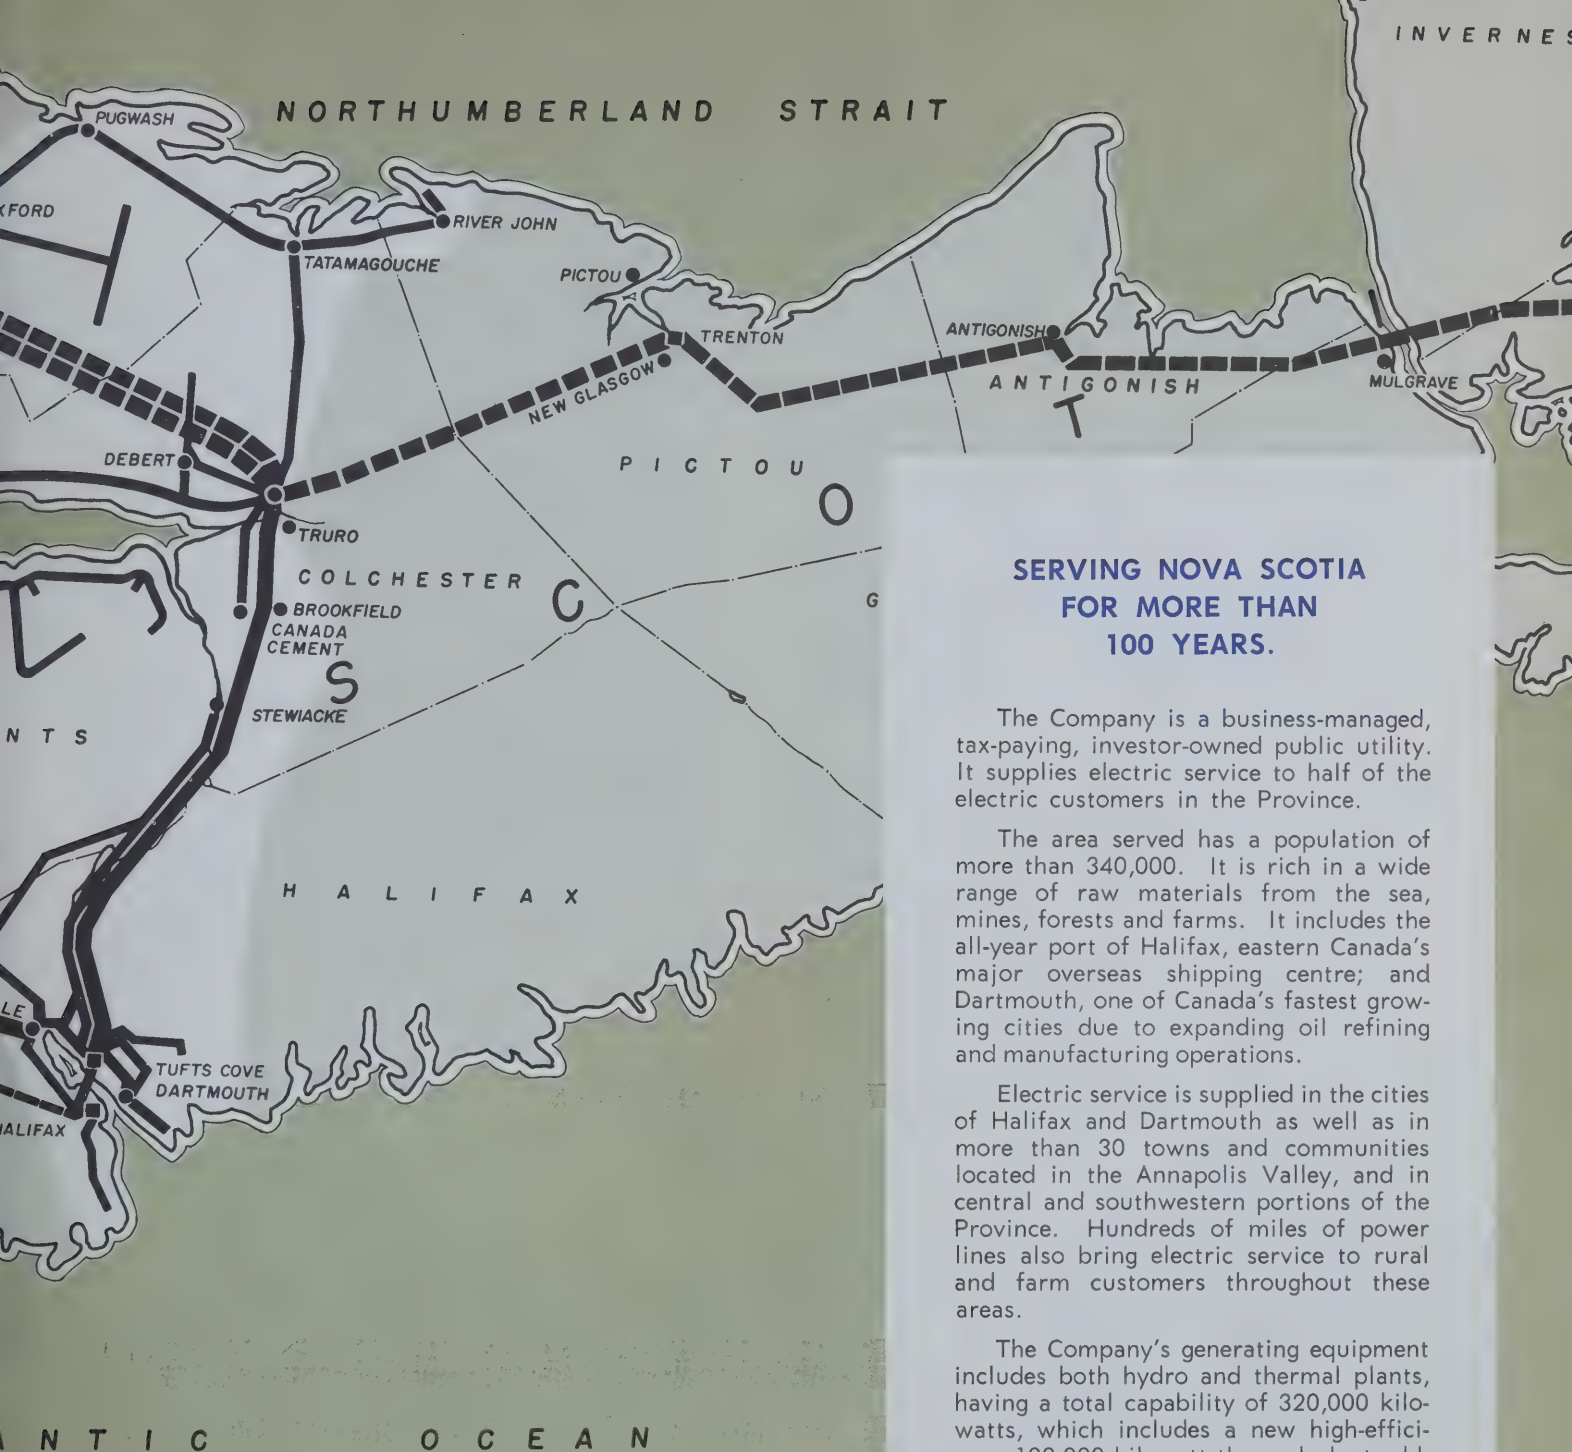 INVERNES
NORTHUMBERLAND STRAIT
PUGWASH
XFORD
RIVER JOHN
TATAMAGOUCHE
PICTOU
TRENTON
ANTIGONISH
NEW GLASGOW
ANTIGONISH
MULGRAVE
T
DEBERT
PICTOU
O
TRURO
COLCHESTER
C
G
BROOKFIELD
CANADA
CEMENT
S
STEWIACKE
NTS
HALIFAX
LE
TUFTS COVE
DARTMOUTH
HALIFAX
NTIC OCEAN
SERVING NOVA SCOTIA
FOR MORE THAN
100 YEARS.
The Company is a business-managed,
tax-paying, investor-owned public utility.
It supplies electric service to half of the
electric customers in the Province.
The area served has a population of
more than 340,000. It is rich in a wide
range of raw materials from the sea,
mines, forests and farms. It includes the
all-year port of Halifax, eastern Canada's
major overseas shipping centre; and
Dartmouth, one of Canada's fastest grow-
ing cities due to expanding oil refining
and manufacturing operations.
Electric service is supplied in the cities
of Halifax and Dartmouth as well as in
more than 30 towns and communities
located in the Annapolis Valley, and in
central and southwestern portions of the
Province. Hundreds of miles of power
lines also bring electric service to rural
and farm customers throughout these
areas.
The Company's generating equipment
includes both hydro and thermal plants,
having a total capability of 320,000 kilo-
watts, which includes a new high-effici-